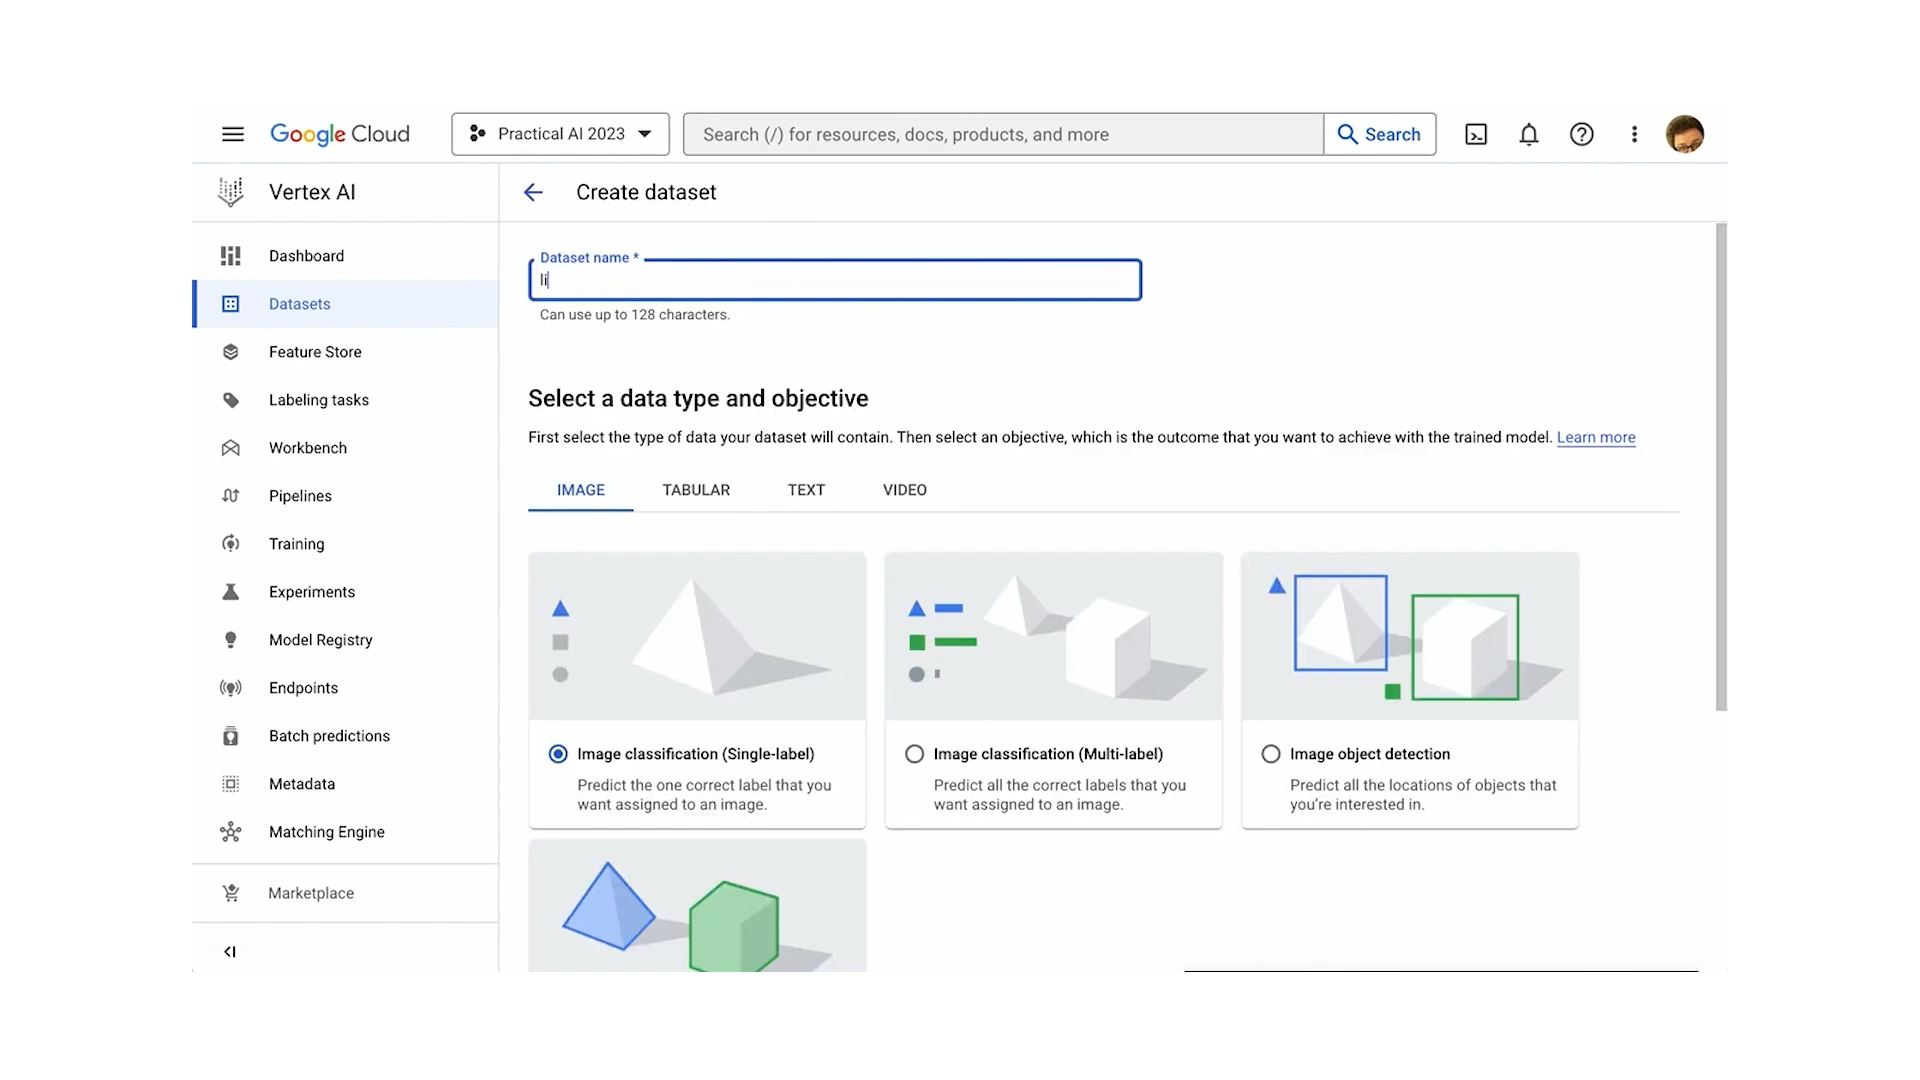 Google Cloud
Practical AI 2023
Search (/) for resources, docs, products, and more
Search
Vertex AI
Create dataset
Dashboard
Datasets
Feature Store
Labeling tasks
Workbench
Pipelines
Training
Experiments
Model Registry
Endpoints
Batch predictions
Metadata
Matching Engine
Marketplace
Dataset name *
li
Can use up to 128 characters.
Select a data type and objective
First select the type of data your dataset will contain. Then select an objective, which is the outcome that you want to achieve with the trained model. Learn more
IMAGE TABULAR TEXT VIDEO
Image classification (Single-label)
Predict the one correct label that you
want assigned to an image.
Image classification (Multi-label)
Predict all the correct labels that you
want assigned to an image.
Image object detection
Predict all the locations of objects that
you're interested in.